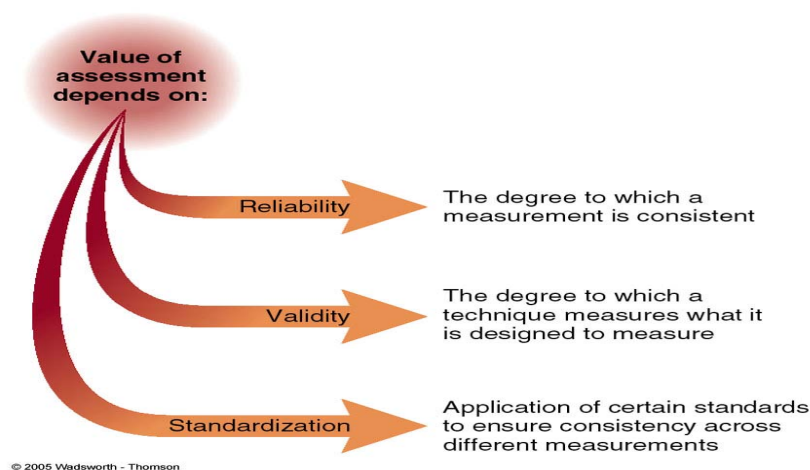 Value of
assessment
depends on:
Reliability
The degree to which a
measurement is consistent
Validity
The degree to which a
technique measures what it
is designed to measure
Standardization
Application of certain standards
to ensure consistency across
different measurements
© 2005 Wadsworth - Thomson